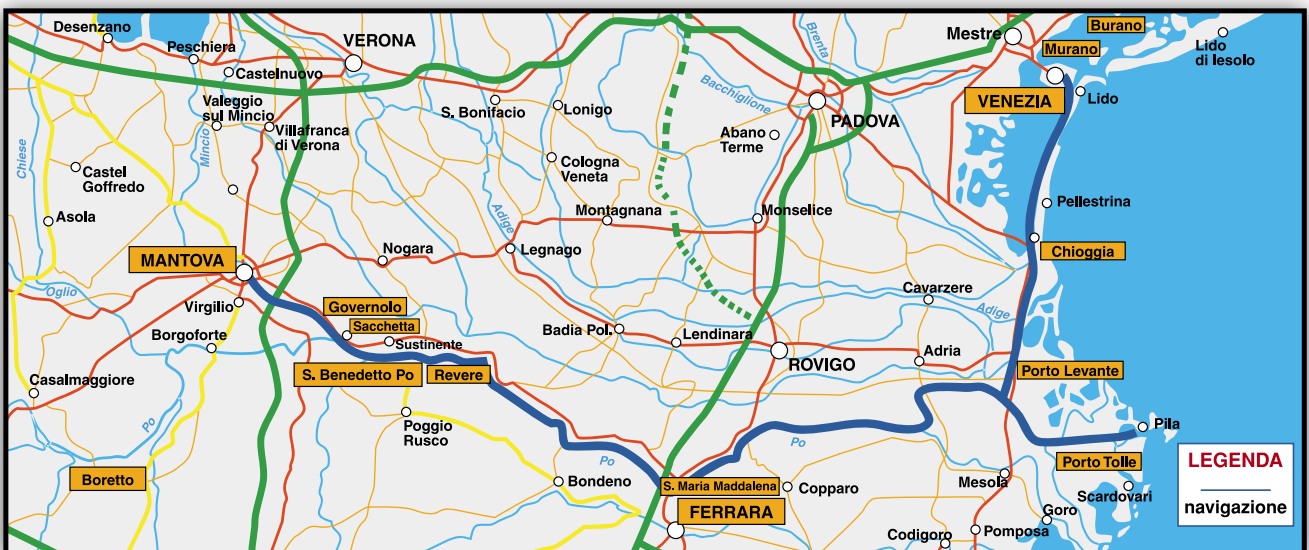 Desenzano
Peschiera
VERONA
Castelnuovo
Valeggio
sul Mincio
Villafranca
di Verona
Mincio
Chiese
Castel
Goffredo
Asola
S. Bonifacio
Lonigo
Cologna
Veneta
Montagnana
Adige
Legnago
Nogara
Brenta
Bacchiglione
Abano
Terme
PADOVA
Monselice
Mestre
Burano
Murano
Lido
di Iesolo
VENEZIA
Lido
Pellestrina
Chioggia
Cavarzere
Adige
MANTOVA
Oglio
Virgilio
Governolo
Sacchetta
Sustinente
Borgoforte
S. Benedetto Po
Revere
Casalmaggiore
Po
Boretto
Poggio
Rusco
Badia Pol.
Lendinara
ROVIGO
Adria
Porto Levante
Po
Po
Bondeno
S. Maria Maddalena
FERRARA
Copparo
Pila
Porto Tolle
Mesola
Scardovari
Goro
Codigoro
Pomposa
LEGENDA
navigazione